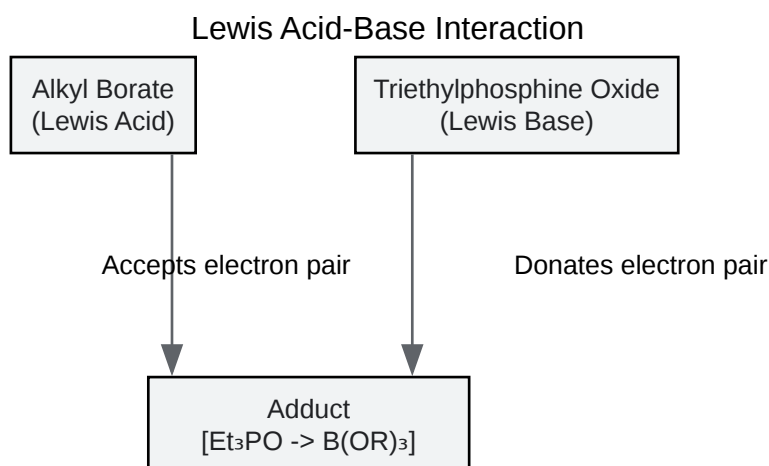 Lewis Acid-Base Interaction
Alkyl Borate
(Lewis Acid)
Triethylphosphine Oxide
(Lewis Base)
Accepts electron pair
Donates electron pair
Adduct
[Et₃PO -> B(OR)₃]